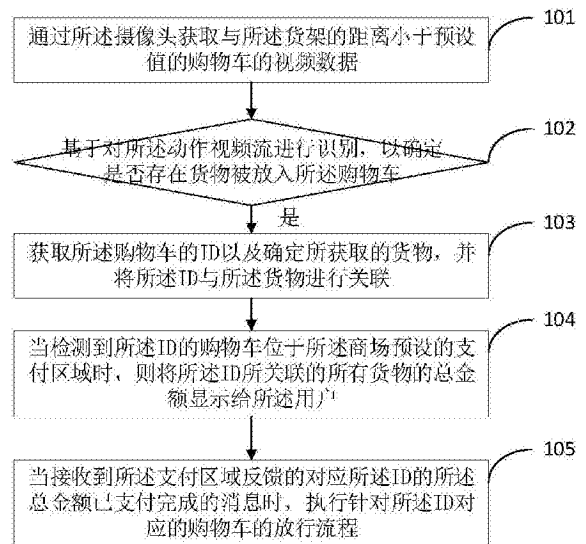 101
通过所述摄像头获取与所述货架的距离小于预设
值的购物车的视频数据
102
基于对所述动作视频流进行识别，以确定
是否存在货物被放入所述购物车
是
103
获取所述购物车的ID以及确定所获取的货物，并
将所述ID与所述货物进行关联
104
当检测到所述ID的购物车位于所述商场预设的支
付区域时、则将所述ID所关联的所有货物的总金
额显示给所述用户
105
当接收到所述支付区域反馈的对应所述ID的所述
总金额已支付完成的消息时，执行针对所述ID对
应的购物车的放行流程